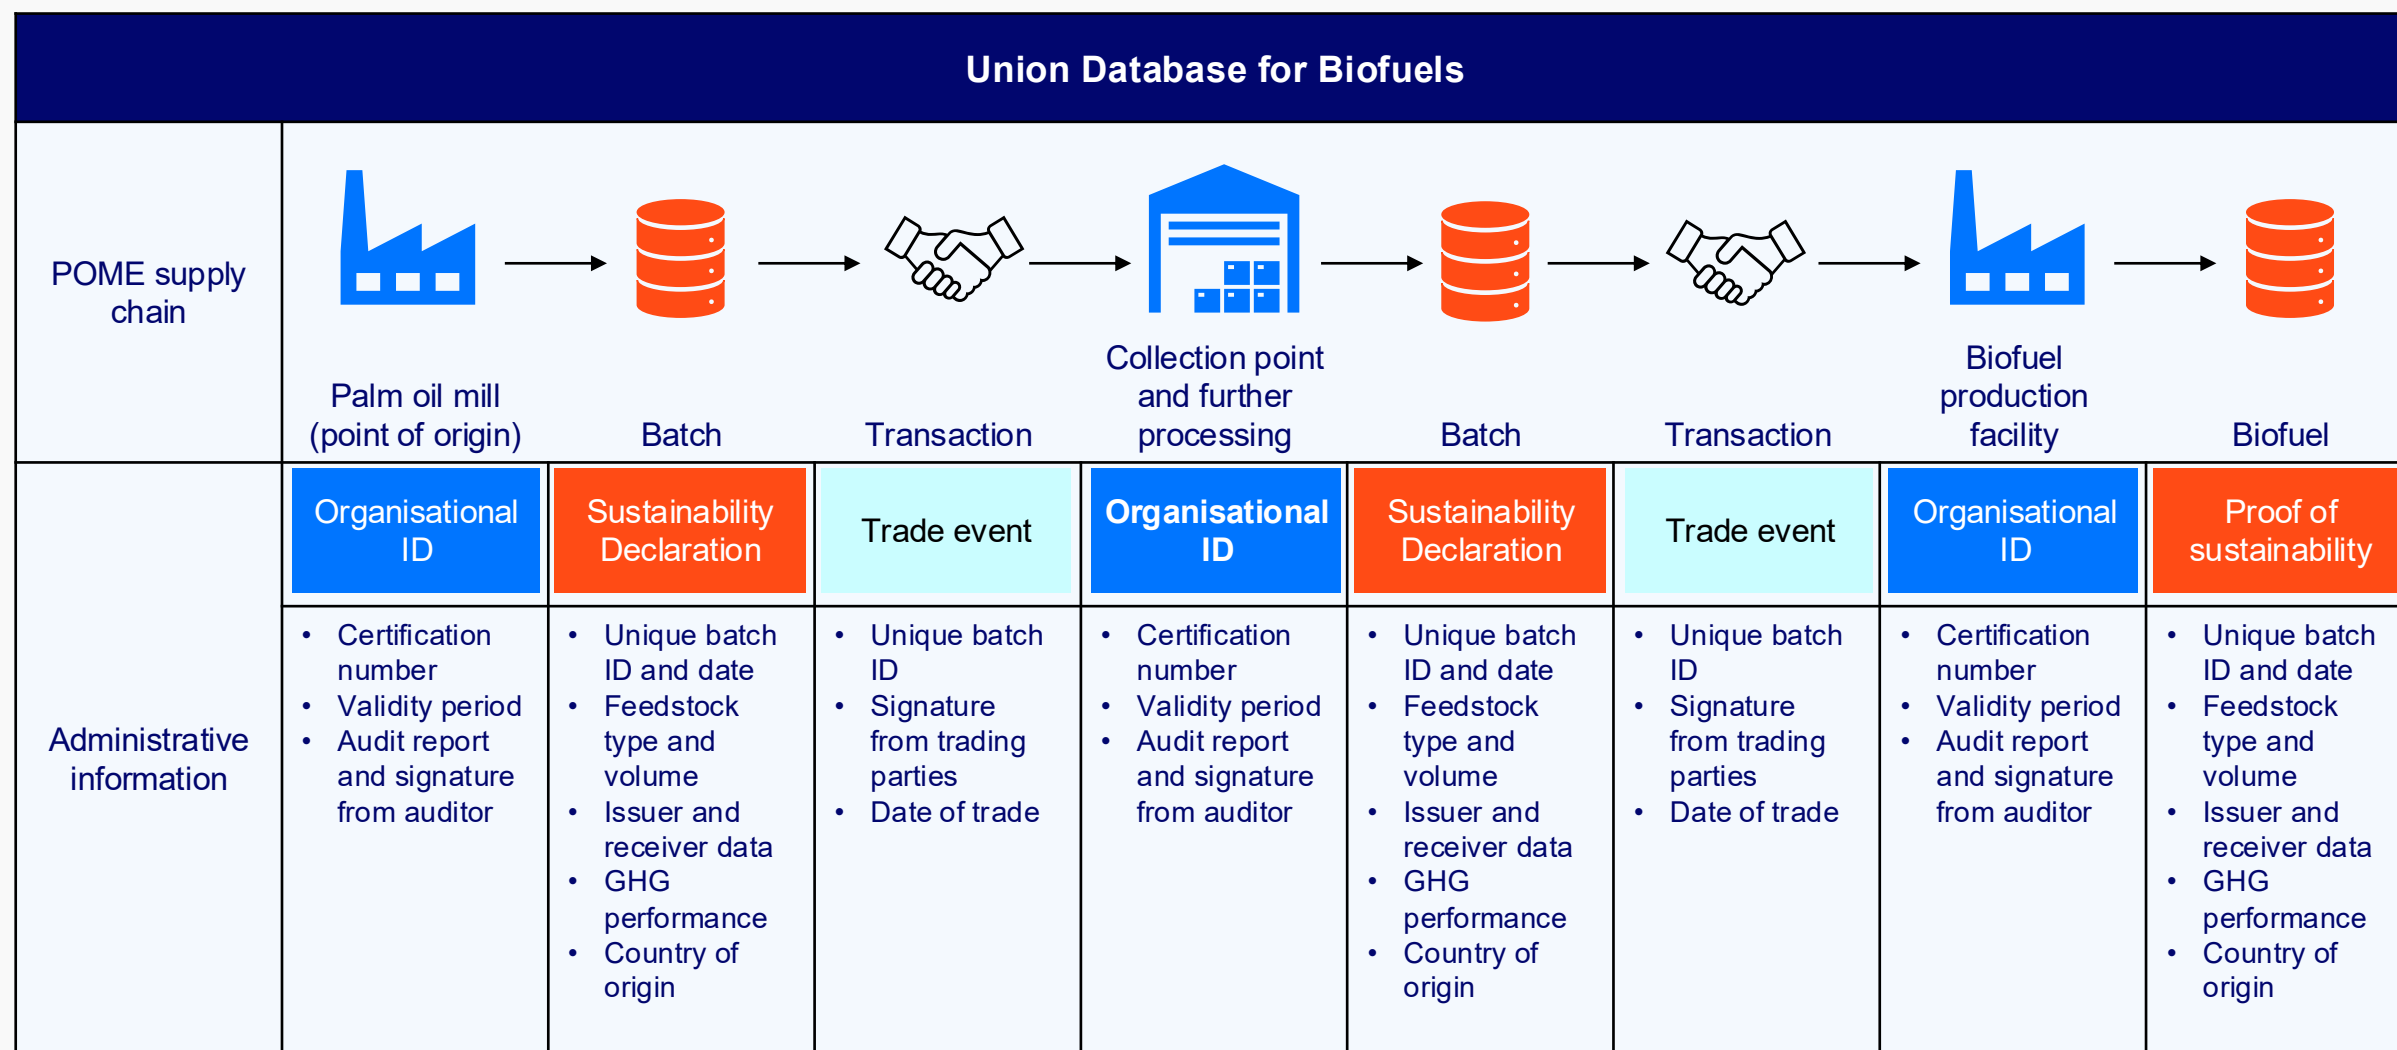 Union Database for Biofuels
POME supply
chain
Palm oil mill
(point of origin)
Batch
Transaction
Collection point
and further
processing
Batch
Transaction
Biofuel
production
facility
Biofuel
Administrative
information
Organisational
ID
Sustainability
Declaration
Trade event
Organisational
ID
Sustainability
Declaration
Trade event
Organisational
ID
Proof of
sustainability
• Certification
number
• Validity period
• Audit report
and signature
from auditor
• Unique batch
ID and date
• Feedstock
type and
volume
• Issuer and
receiver data
• GHG
performance
• Country of
origin
• Unique batch
ID
• Signature
from trading
parties
• Date of trade
• Certification
number
• Validity period
• Audit report
and signature
from auditor
• Unique batch
ID and date
• Feedstock
type and
volume
• Issuer and
receiver data
• GHG
performance
• Country of
origin
• Unique batch
ID
• Signature
from trading
parties
• Date of trade
• Certification
number
• Validity period
• Audit report
and signature
from auditor
• Unique batch
ID and date
• Feedstock
type and
volume
• Issuer and
receiver data
• GHG
performance
• Country of
origin